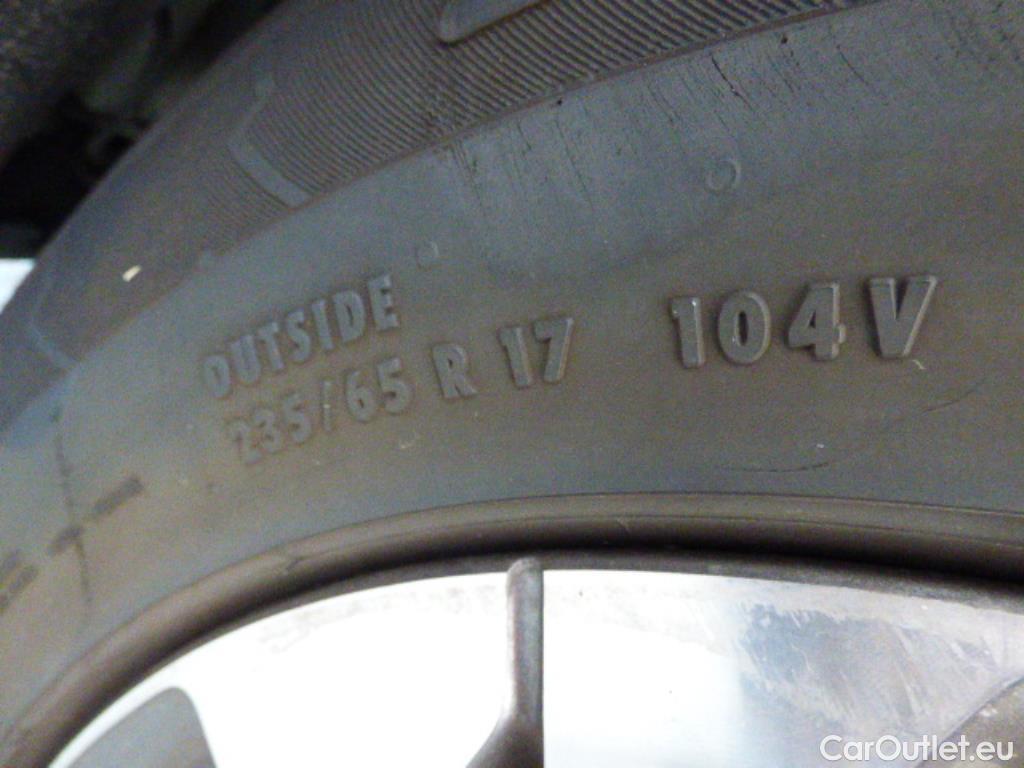 OUTSIDE
235/65 R 17 104V
CarOutlet.eu